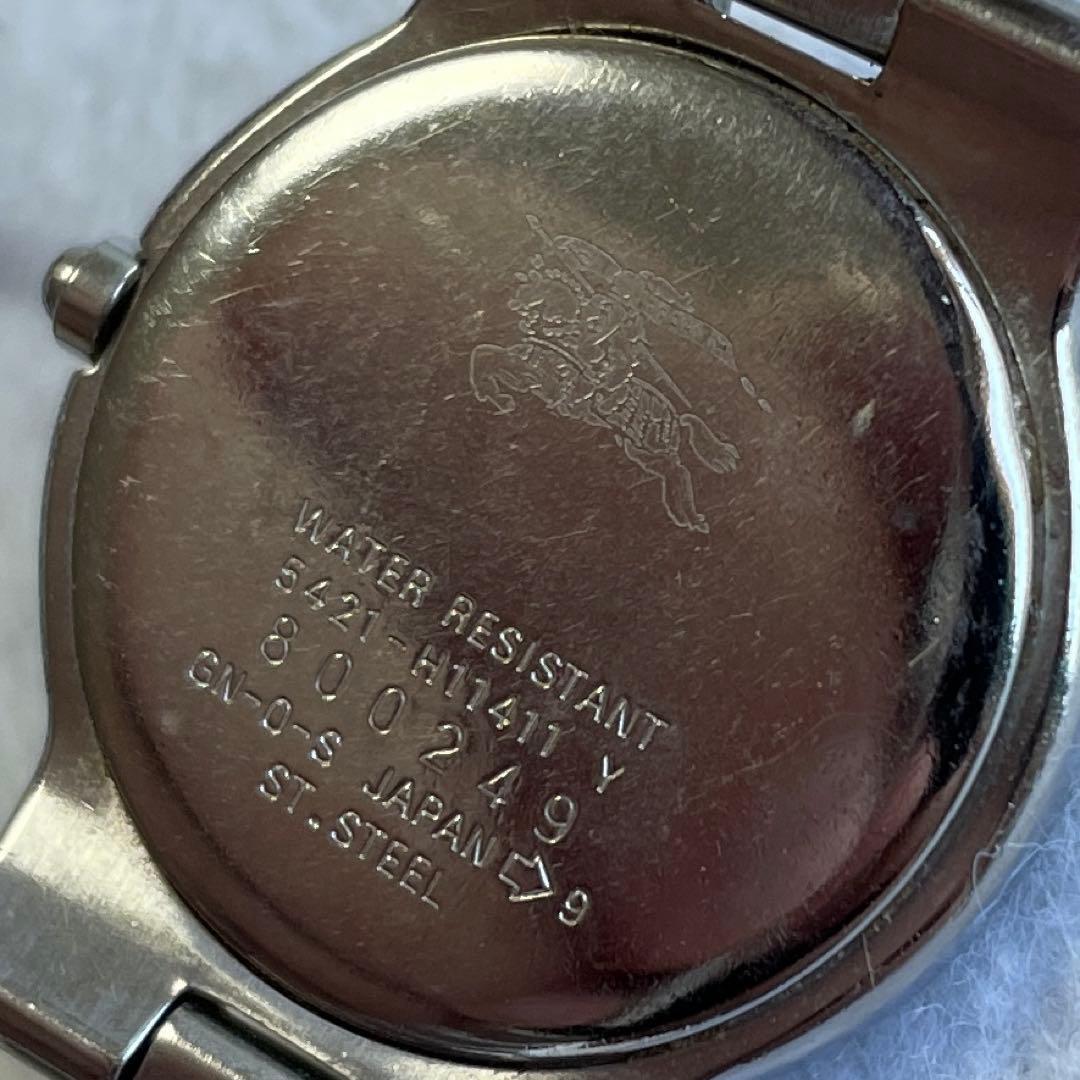 WATER RESISTANT
5421-H11411 Y
800249
GN-0-S JAPAN ⇨ 9
ST.STEEL